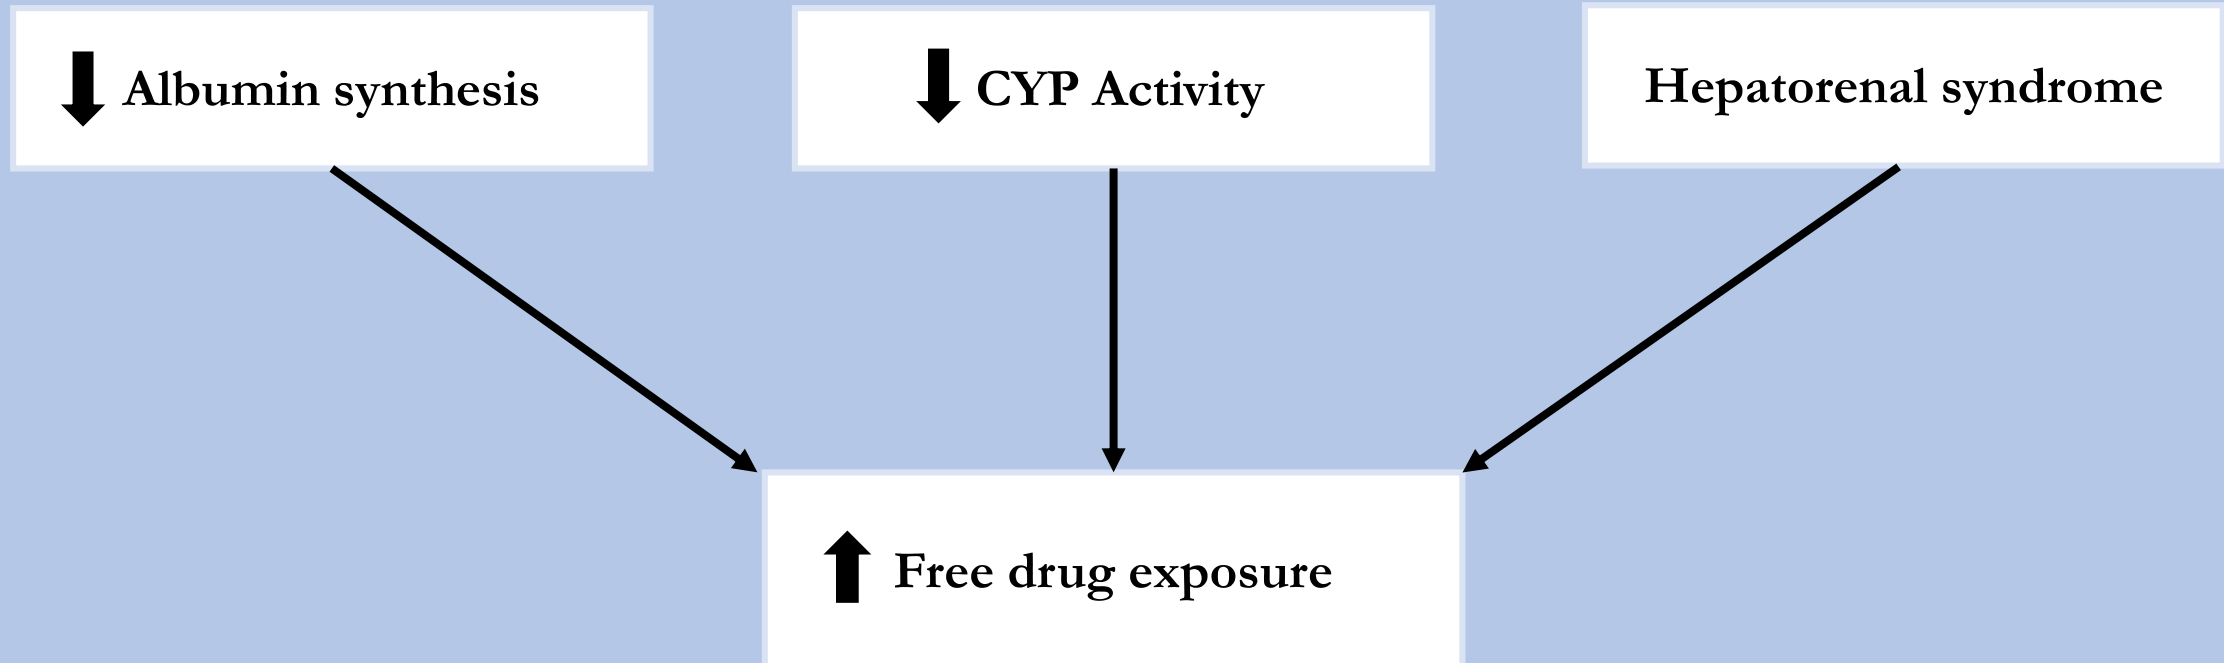 Albumin synthesis
CYP Activity
Hepatorenal syndrome
Free drug exposure